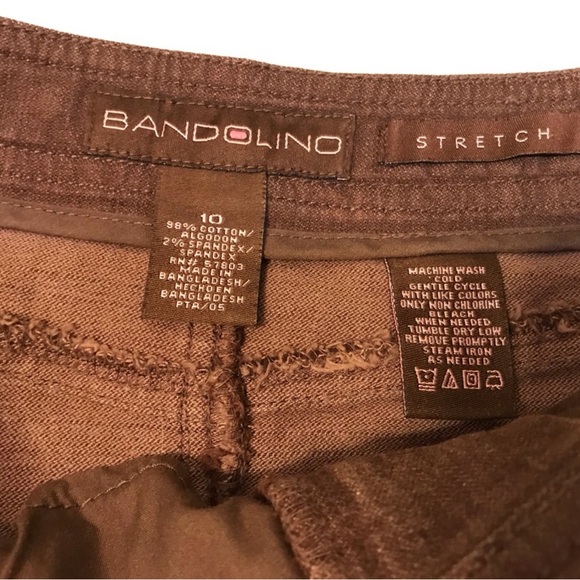 BANDOLINO
STRETCH
10
98% COTTON/
ALGODON
2% SPANDEX/
SPANDEX
RN# 57803
MADE IN
BANGLADESH/
HECHO EN
BANGLADESH
PTA/05
MACHINE WASH
COLD
GENTLE CYCLE
WITH LIKE COLORS
ONLY NON CHLORINE
BLEACH
WHEN NEEDED
TUMBLE DRY LOW
REMOVE PROMPTLY
STEAM IRON
AS NEEDED